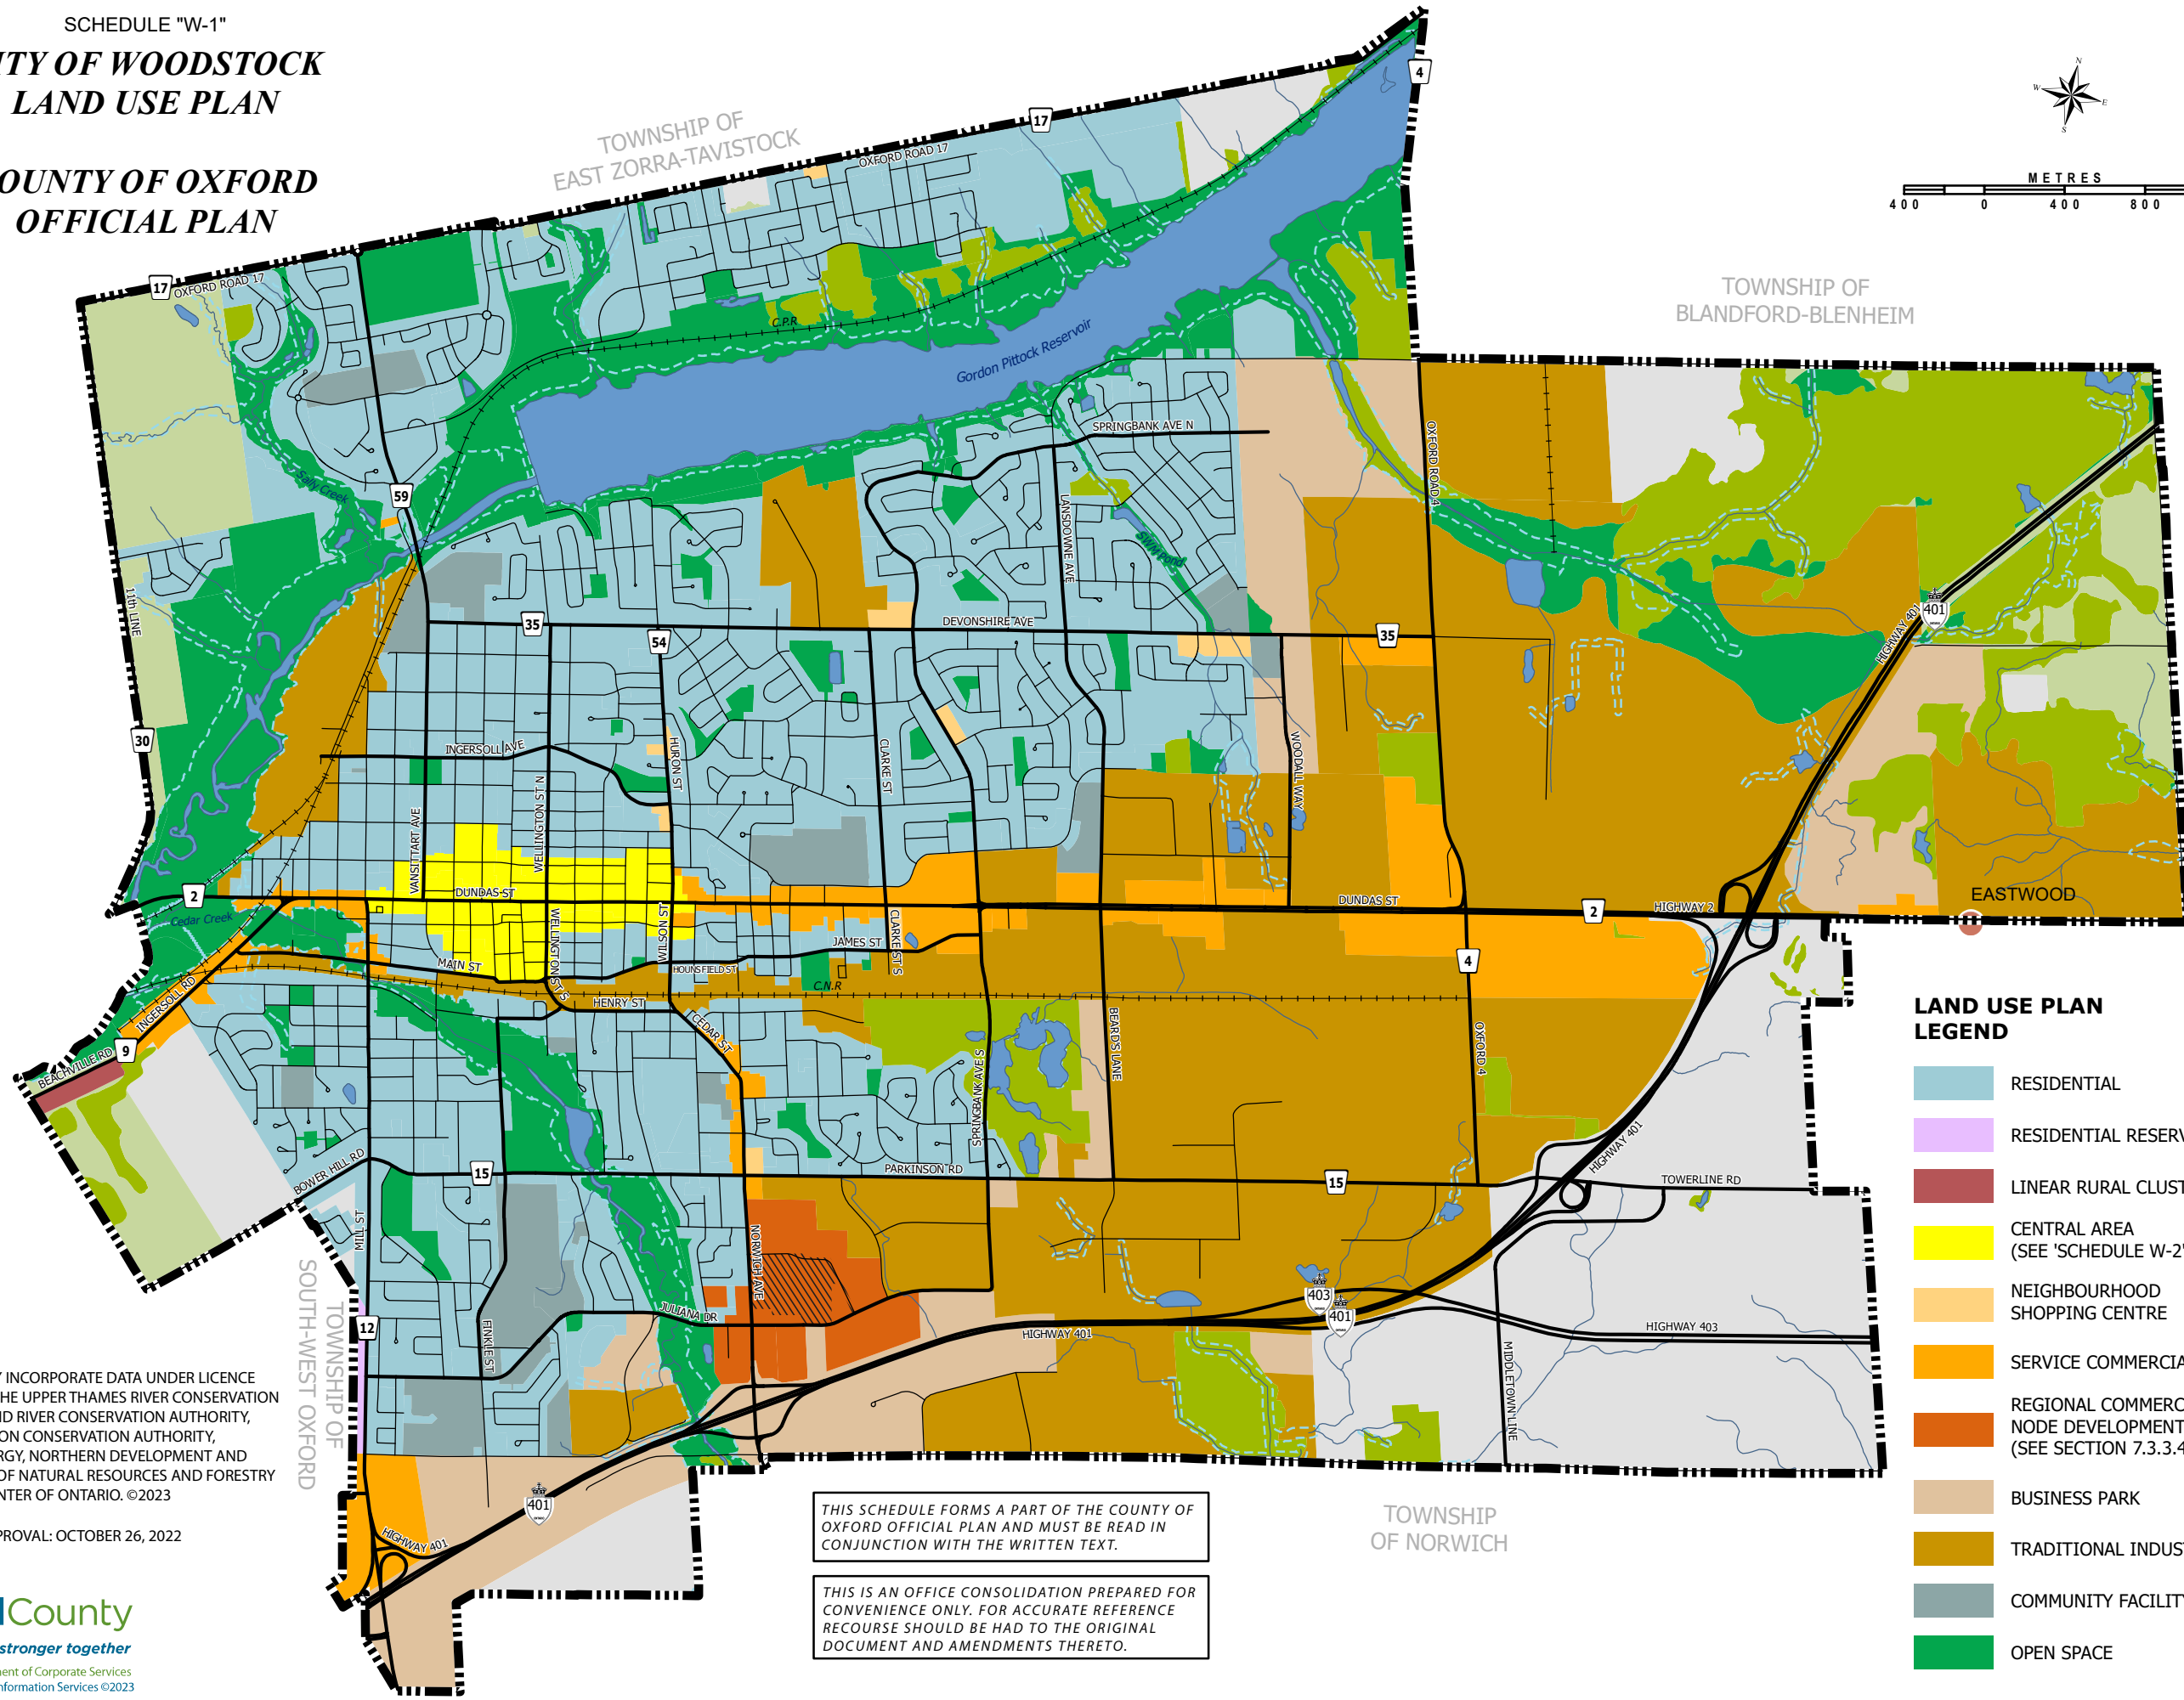 SCHEDULE "W-1"
ITY OF WOODSTOCK
LAND USE PLAN
OUNTY OF OXFORD
OFFICIAL PLAN
TOWNSHIP OF
EAST ZORRA-TAVISTOCK
17
OXFORD ROAD 17
4
N
W
E
S
METRES
400 0 400 800
17
OXFORD ROAD 17
TOWNSHIP OF
BLANDFORD-BLENHEIM
C.P.R
Gordon Pittock Reservoir
SPRINGBANK AVE N
OXFORD ROAD 4
Sally Creek
59
LANSDOWNE AVE
SWM Pond
11th LINE
35
54
DEVONSHIRE AVE
35
HIGHWAY 401
401
30
INGERSOLL AVE
HURON ST
CLARKE ST
WOODALL WAY
VANSITTART AVE
WELLINGTON ST N
2
DUNDAS ST
DUNDAS ST
2
HIGHWAY 2
EASTWOOD
Cedar Creek
WELLINGTON ST S
WILSON ST
JAMES ST
CLARKE ST S
MAIN ST
HOUNSFIELD ST
4
INGERSOLL RD
HENRY ST
C.N.R
CEDAR ST
BEARD'S LANE
OXFORD 4
9
BEACHVILLE RD
SPRINGBANK AVE S
HIGHWAY 401
BOWER HILL RD
15
PARKINSON RD
15
TOWERLINE RD
MILL ST
NORWICH AVE
TOWNSHIP OF
SOUTH-WEST OXFORD
12
FINKLE ST
JULIANA DR
403
401
HIGHWAY 401
HIGHWAY 403
MIDDLETOWN LINE
401
HIGHWAY 401
TOWNSHIP
OF NORWICH
LAND USE PLAN
LEGEND
RESIDENTIAL
RESIDENTIAL RESERV
LINEAR RURAL CLUST
CENTRAL AREA
(SEE 'SCHEDULE W-2'
NEIGHBOURHOOD
SHOPPING CENTRE
SERVICE COMMERCIA
REGIONAL COMMERC
NODE DEVELOPMENT
(SEE SECTION 7.3.3.4
BUSINESS PARK
TRADITIONAL INDUST
COMMUNITY FACILITY
OPEN SPACE
Y INCORPORATE DATA UNDER LICENCE
THE UPPER THAMES RIVER CONSERVATION
ND RIVER CONSERVATION AUTHORITY,
ON CONSERVATION AUTHORITY,
RGY, NORTHERN DEVELOPMENT AND
OF NATURAL RESOURCES AND FORESTRY
NTER OF ONTARIO. ©2023
PROVAL: OCTOBER 26, 2022
County
stronger together
ment of Corporate Services
nformation Services ©2023
THIS SCHEDULE FORMS A PART OF THE COUNTY OF
OXFORD OFFICIAL PLAN AND MUST BE READ IN
CONJUNCTION WITH THE WRITTEN TEXT.
THIS IS AN OFFICE CONSOLIDATION PREPARED FOR
CONVENIENCE ONLY. FOR ACCURATE REFERENCE
RECOURSE SHOULD BE HAD TO THE ORIGINAL
DOCUMENT AND AMENDMENTS THERETO.